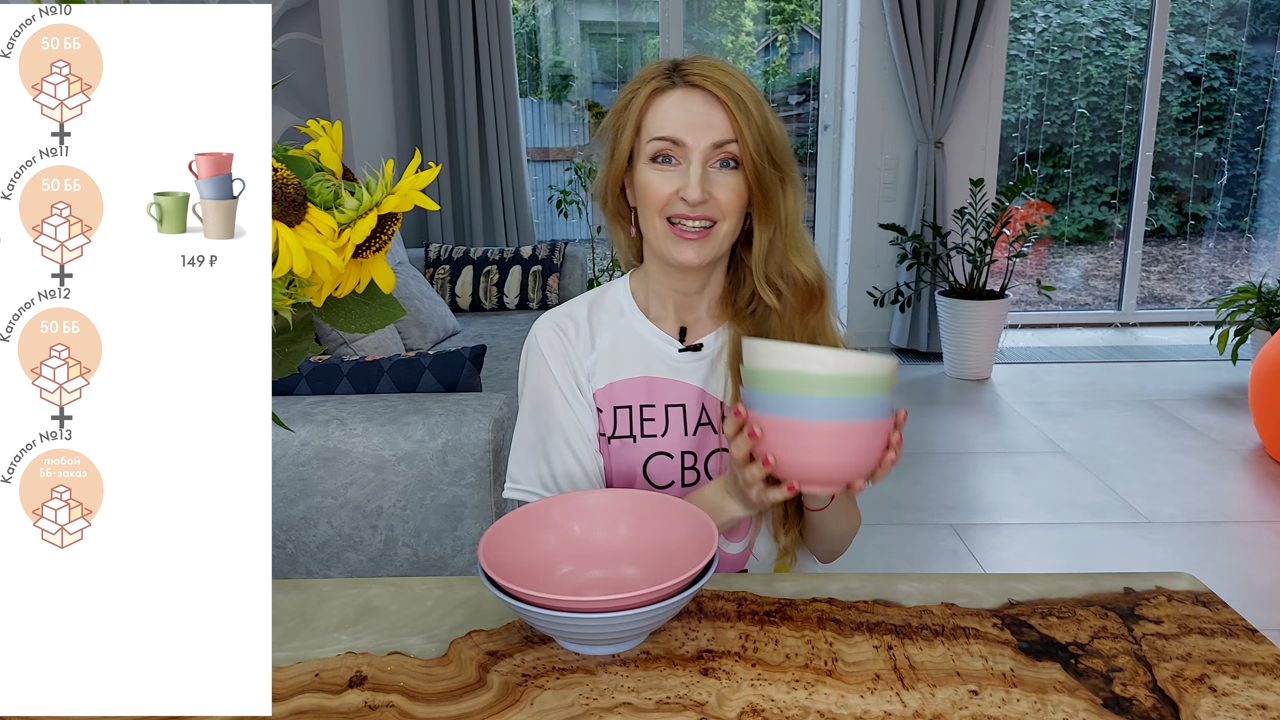 Каталог №10
50 ББ
Каталог №11
50 ББ
Каталог №12
50 ББ
Каталог №13
любой
ББ-заказ
149 ₽
СДЕЛАЙ
СВО